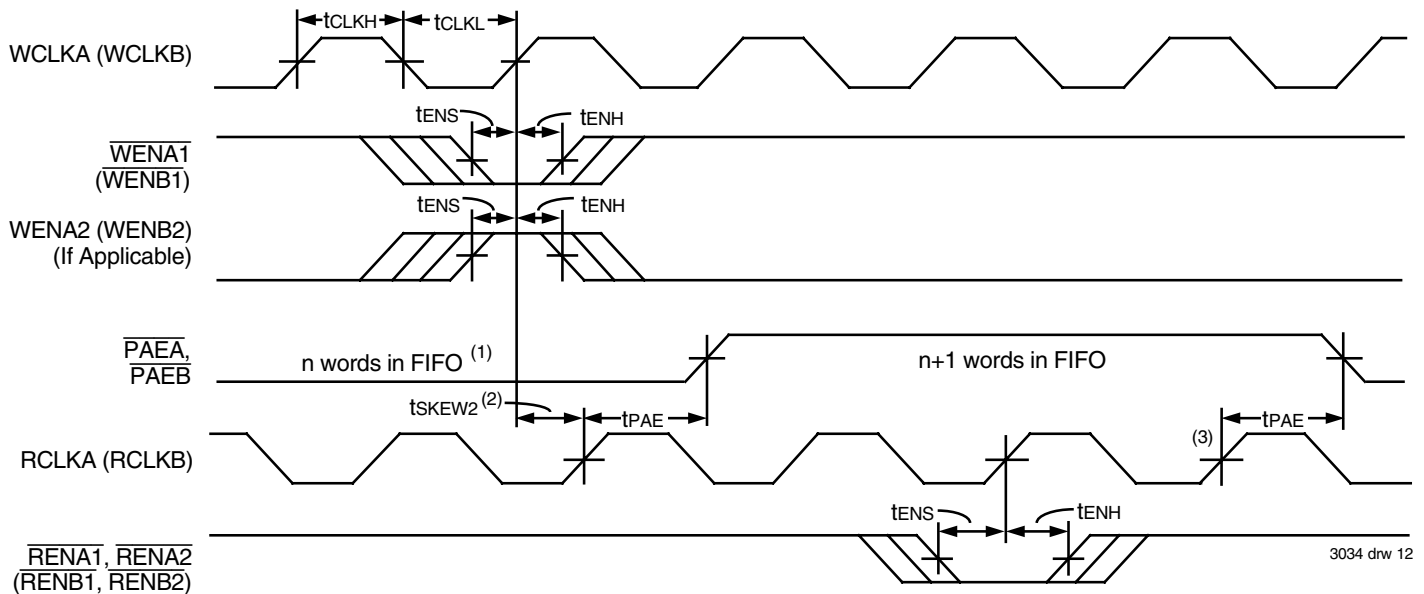 tCLKH
tCLKL
WCLKA (WCLKB)
tENS
tENH
WENA1
(WENB1)
tENS
tENH
WENA2 (WENB2)
(If Applicable)
PAEA,
PAEB
n words in FIFO (1)
n+1 words in FIFO
tSKEW2(2)
tPAE
tPAE
RCLKA (RCLKB)
(3)
tENS
tENH
RENA1, RENA2
(RENB1, RENB2)
3034 drw 12